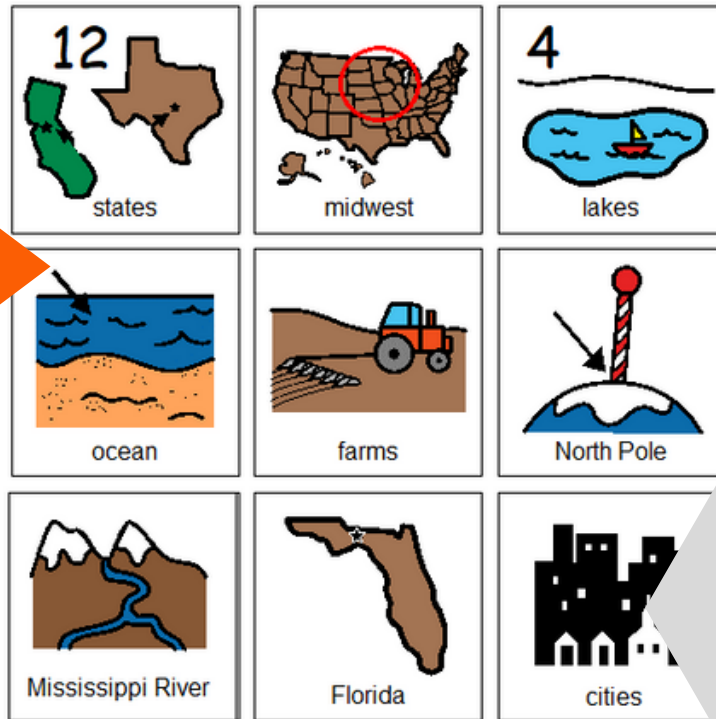 12
states
midwest
4
lakes
ocean
farms
North Pole
Mississippi River
Florida
cities